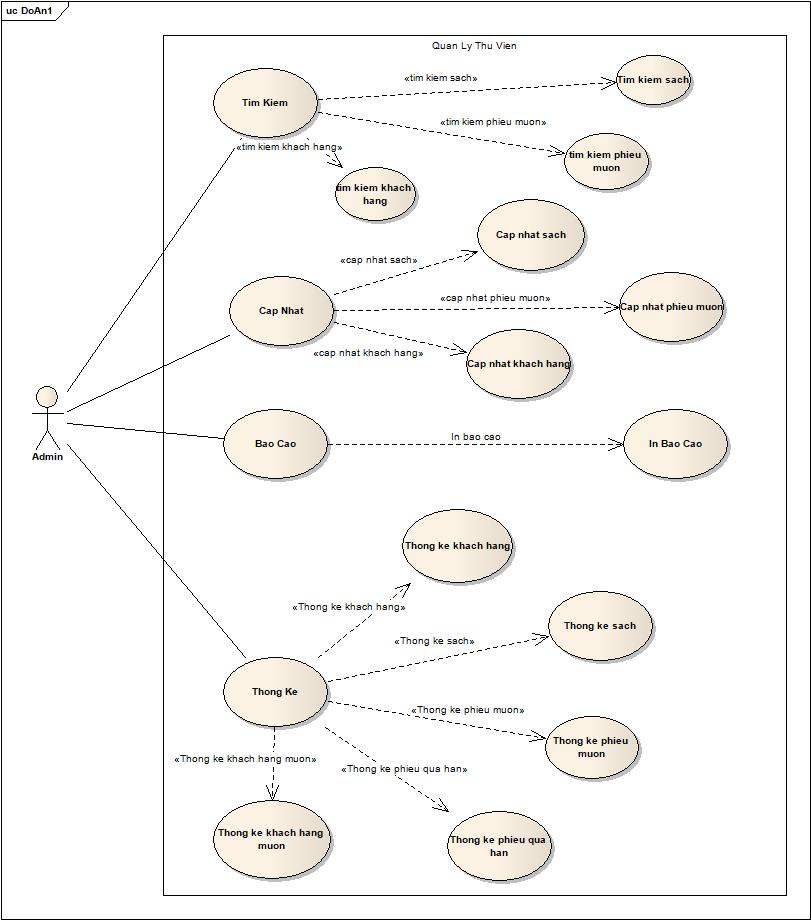 uc DoAn1
Quan Ly Thu Vien
«tim kiem sach»
Tim kiem sach
Tim Kiem
«tim kiem phieu muon»
«tim kiem khach hang»
tim kiem phieu
muon
tim kiem khach
hang
Cap nhat sach
«cap nhat sach»
«cap nhat phieu muon»
Cap Nhat
Cap nhat phieu muon
«cap nhat khach hang»
Cap nhat khach hang
Admin
Bao Cao
In bao cao
In Bao Cao
Thong ke khach hang
«Thong ke khach hang»
Thong ke sach
«Thong ke sach»
Thong Ke
«Thong ke phieu muon»
Thong ke phieu
muon
«Thong ke khach hang muon»
«Thong ke phieu qua han»
Thong ke khach hang
muon
Thong ke phieu qua
han